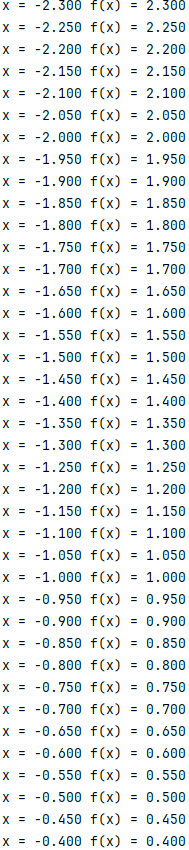 x = -2.300 f(x) = 2.300
x = -2.250 f(x) = 2.250
x = -2.200 f(x) = 2.200
x = -2.150 f(x) = 2.150
x = -2.100 f(x) = 2.100
x = -2.050 f(x) = 2.050
x = -2.000 f(x) = 2.000
x = -1.950 f(x) = 1.950
x = -1.900 f(x) = 1.900
x = -1.850 f(x) = 1.850
x = -1.800 f(x) = 1.800
x = -1.750 f(x) = 1.750
x = -1.700 f(x) = 1.700
x = -1.650 f(x) = 1.650
x = -1.600 f(x) = 1.600
x = -1.550 f(x) = 1.550
x = -1.500 f(x) = 1.500
x = -1.450 f(x) = 1.450
x = -1.400 f(x) = 1.400
x = -1.350 f(x) = 1.350
x = -1.300 f(x) = 1.300
x = -1.250 f(x) = 1.250
x = -1.200 f(x) = 1.200
x = -1.150 f(x) = 1.150
x = -1.100 f(x) = 1.100
x = -1.050 f(x) = 1.050
x = -1.000 f(x) = 1.000
x = -0.950 f(x) = 0.950
x = -0.900 f(x) = 0.900
x = -0.850 f(x) = 0.850
x = -0.800 f(x) = 0.800
x = -0.750 f(x) = 0.750
x = -0.700 f(x) = 0.700
x = -0.650 f(x) = 0.650
x = -0.600 f(x) = 0.600
x = -0.550 f(x) = 0.550
x = -0.500 f(x) = 0.500
x = -0.450 f(x) = 0.450
x = -0.400 f(x) = 0.400